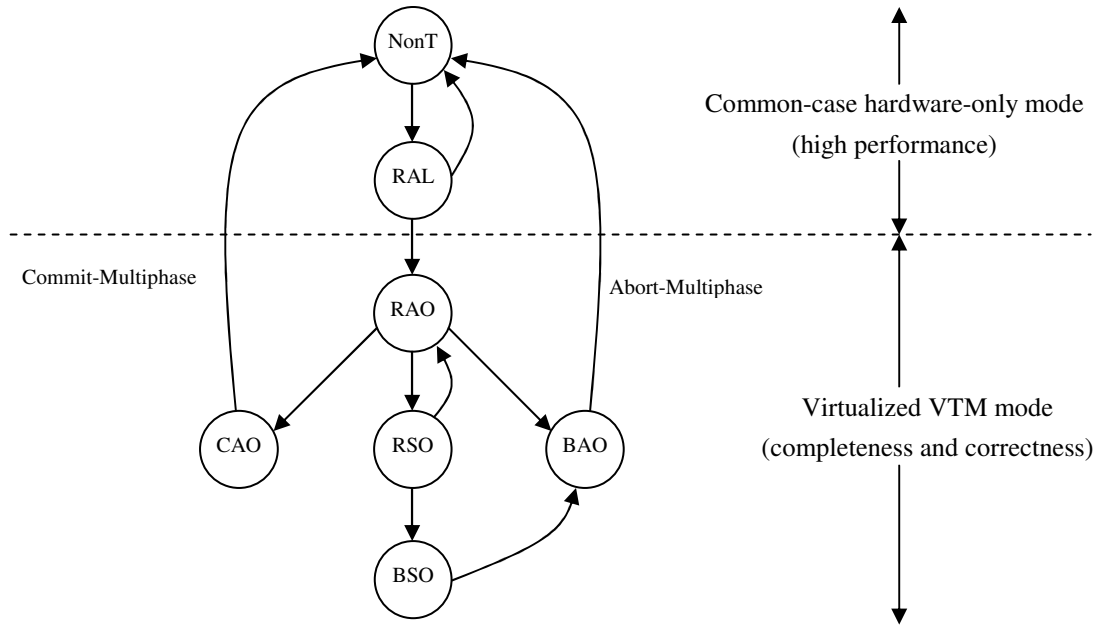 NonT
Common-case hardware-only mode
(high performance)
RAL
Commit-Multiphase
Abort-Multiphase
RAO
Virtualized VTM mode
(completeness and correctness)
CAO
RSO
BAO
BSO